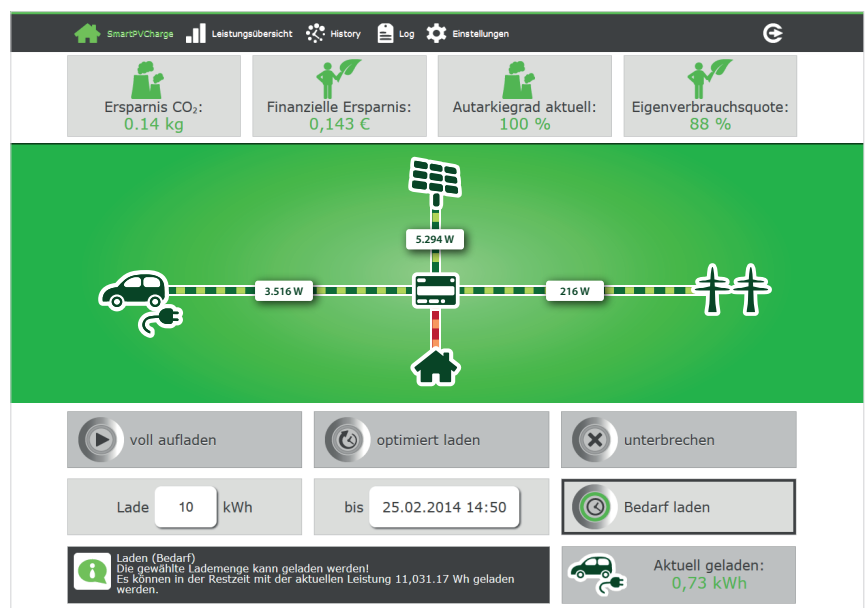 SmartPVCharge Leistungsübersicht History Log Einstellungen
Ersparnis CO₂:
0.14 kg
Finanzielle Ersparnis:
0,143 €
Autarkiegrad aktuell:
100 %
Eigenverbrauchsquote:
88 %
5.294 W
3.516 W
216 W
voll aufladen
optimiert laden
unterbrechen
Lade 10 kWh
bis 25.02.2014 14:50
Bedarf laden
Laden (Bedarf)
Die gewählte Lademenge kann geladen werden!
Es können in der Restzeit mit der aktuellen Leistung 11,031.17 Wh geladen
werden.
Aktuell geladen:
0,73 kWh